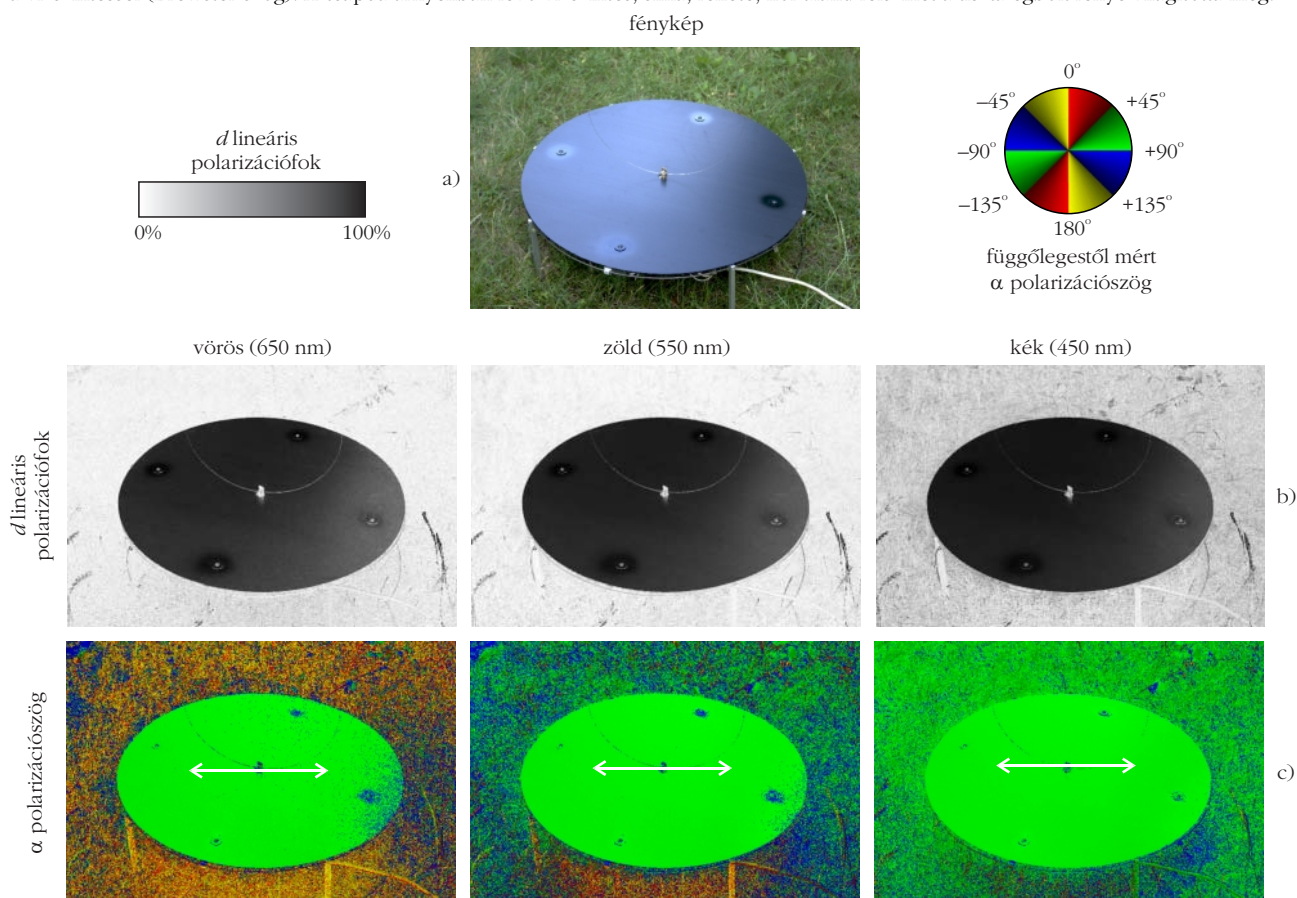 fénykép
d lineáris
polarizációfok
0% 100%
a)
0°
–45° +45°
–90° +90°
–135° +135°
180°
függőlegestől mért
α polarizációszög
vörös (650 nm) zöld (550 nm) kék (450 nm)
d lineáris
polarizációfok
b)
α polarizációszög
c)